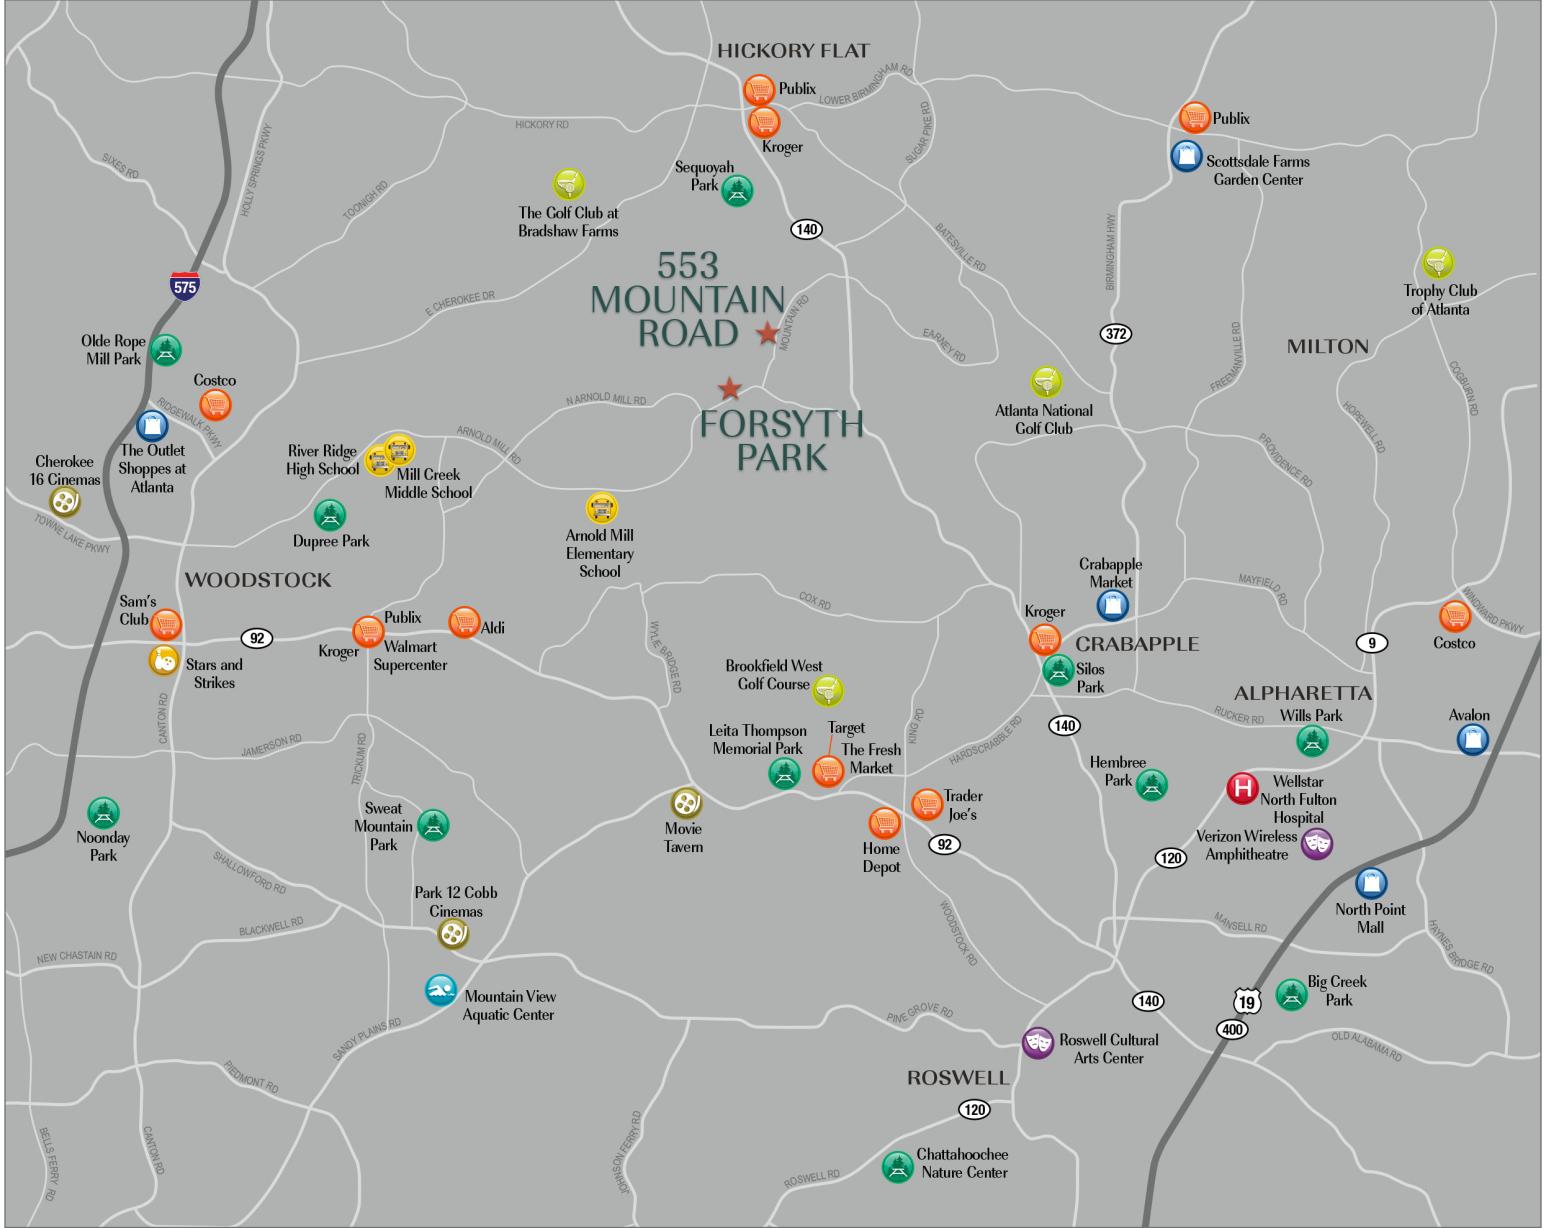 HICKORY FLAT
Publix
LOWER BIRMINGHAM RD
Kroger
HICKORY RD
SUGAR PIKE RD
Publix
Scottsdale Farms
Garden Center
SIXES RD
HOLLY SPRINGS PKWY
TOONIGH RD
Sequoyah
Park
The Golf Club at
Bradshaw Farms
140
BATESVILLE RD
BIRMINGHAM HWY
553
MOUNTAIN
ROAD
MOUNTAIN RD
575
E CHEROKEE DR
Trophy Club
of Atlanta
372
EARNEY RD
FREEMANVILLE RD
MILTON
Olde Rope
Mill Park
Costco
RIDGEWALK PKWY
N ARNOLD MILL RD
FORSYTH
PARK
Atlanta National
Golf Club
COGBURN RD
HOPEWELL RD
PROVIDENCE RD
The Outlet
Shoppes at
Atlanta
Cherokee
16 Cinemas
River Ridge
High School
ARNOLD MILL RD
Mill Creek
Middle School
TOWNE LAKE PKWY
Dupree Park
Arnold Mill
Elementary
School
WOODSTOCK
Crabapple
Market
MAYFIELD RD
WINDWARD PKWY
Sam's
Club
92
Publix
Kroger
Walmart
Supercenter
Aldi
COX RD
Kroger
CRABAPPLE
9
Costco
Stars and
Strikes
WYLIE BRIDGE RD
Brookfield West
Golf Course
Silos
Park
ALPHARETTA
CANTON RD
JAMERSON RD
TRICKUM RD
Leita Thompson
Memorial Park
Target
The Fresh
Market
KING RD
HARDSCRABBLE RD
140
RUCKER RD
Wills Park
Avalon
Hembree
Park
Wellstar
North Fulton
Hospital
H
Noonday
Park
Sweat
Mountain
Park
Movie
Tavern
Trader
Joe's
Home
Depot
92
120
Verizon Wireless
Amphitheatre
SHALLOWFORD RD
Park 12 Cobb
Cinemas
North Point
Mall
BLACKWELL RD
NEW CHASTAIN RD
WOODSTOCK RD
MANSELL RD
HAYNES BRIDGE RD
Mountain View
Aquatic Center
140
19
400
Big Creek
Park
PINE GROVE RD
SANDY PLAINS RD
Roswell Cultural
Arts Center
OLD ALABAMA RD
PIEDMONT RD
ROSWELL
120
BELLS FERRY RD
CANTON RD
JOHNSON FERRY RD
Chattahoochee
Nature Center
ROSWELL RD